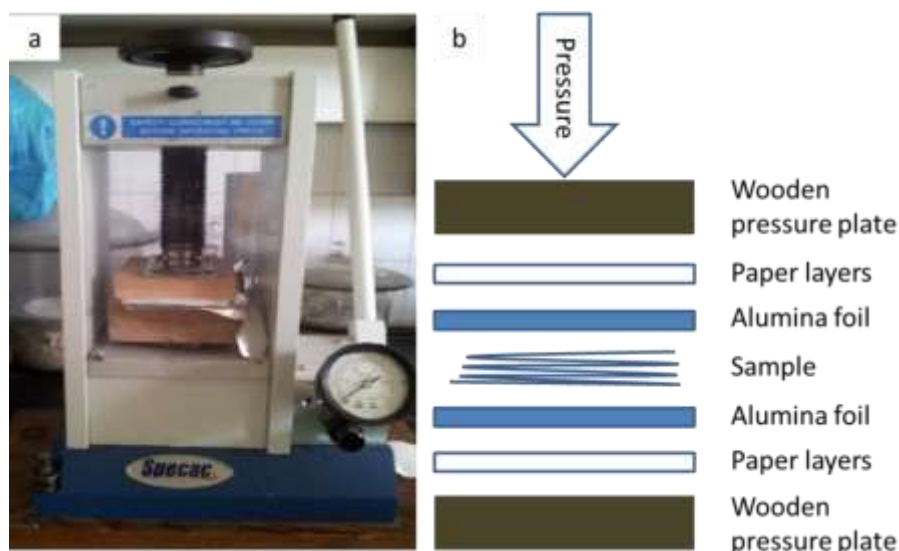 a
Specac
b
Pressure
Wooden
pressure plate
Paper layers
Alumina foil
Sample
Alumina foil
Paper layers
Wooden
pressure plate